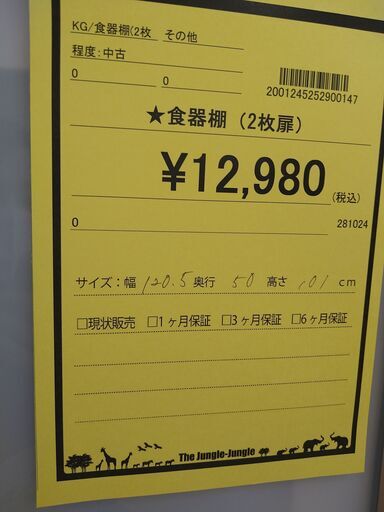 KG/食器棚(2枚 その他
程度:中古
0 0
2001245252900147
★食器棚（2枚扉）
¥12,980
(税込)
0 281024
サイズ:幅 120.5 奥行 50 高さ cm
□現状販売 □1ヶ月保証 □3ヶ月保証 □6ヶ月保証
The Jungle-Jungle